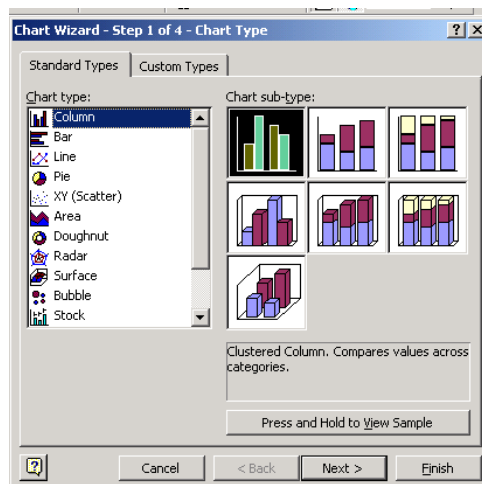 Chart Wizard - Step 1 of 4 - Chart Type
Standard Types
Custom Types
Chart type:
Column
Bar
Line
Pie
XY (Scatter)
Area
Doughnut
Radar
Surface
Bubble
Stock
Chart sub-type:
Clustered Column. Compares values across
categories.
Press and Hold to View Sample
Cancel
< Back
Next >
Finish